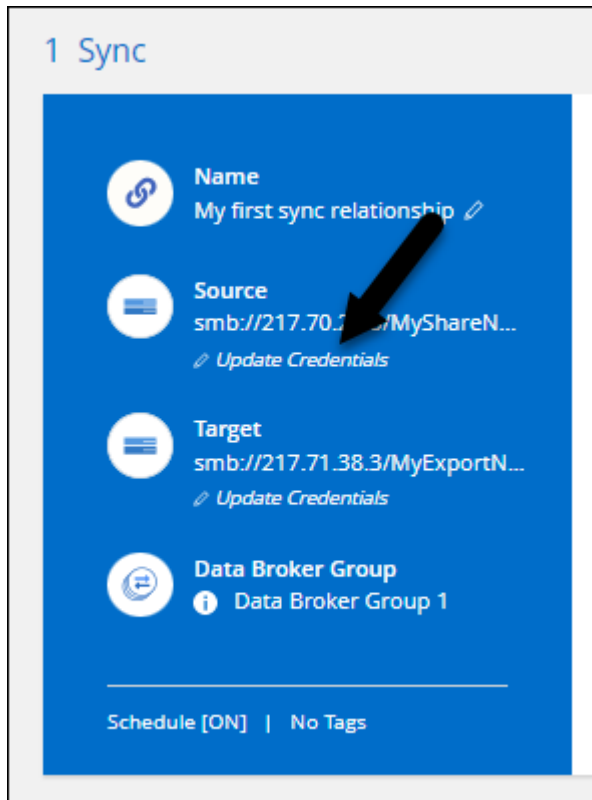 1 Sync
Name
My first sync relationship
Source
smb://217.70.2 /MyShareN...
Update Credentials
Target
smb://217.71.38.3/MyExportN...
Update Credentials
Data Broker Group
Data Broker Group 1
Schedule [ON] | No Tags